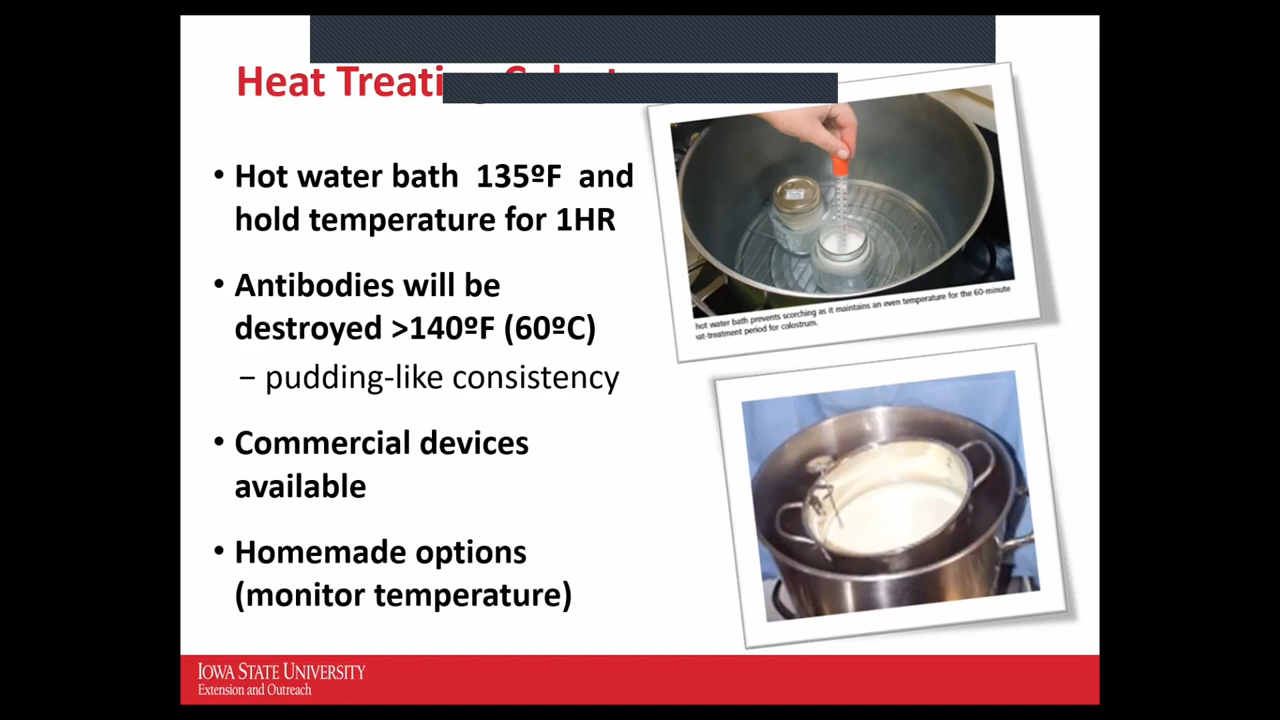 Heat Treati
• Hot water bath 135ºF and
hold temperature for 1HR
• Antibodies will be
destroyed >140ºF (60ºC)
− pudding-like consistency
• Commercial devices
available
• Homemade options
(monitor temperature)
hot water bath prevents scorching as it maintains an even temperature for the 60-minute
at-treatment period for colostrum.
IOWA STATE UNIVERSITY
Extension and Outreach